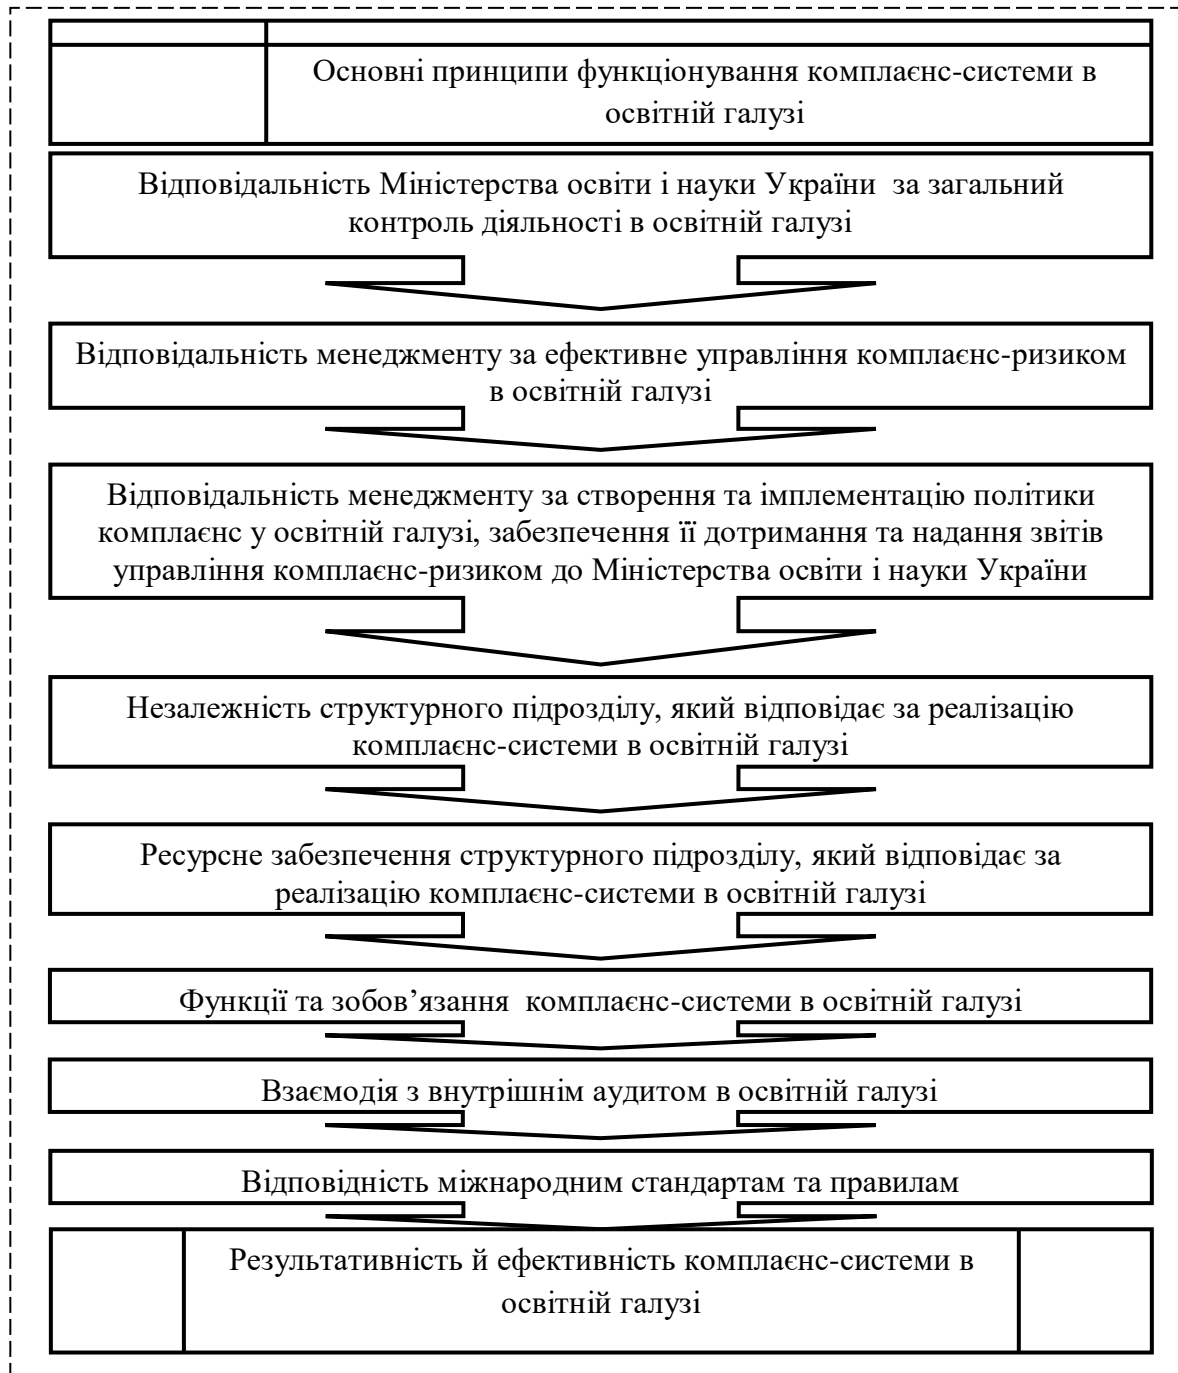 Основні принципи функціонування комплаєнс-системи в
освітній галузі
Відповідальність Міністерства освіти і науки України  за загальний
контроль діяльності в освітній галузі
Відповідальність менеджменту за ефективне управління комплаєнс-ризиком
в освітній галузі
Відповідальність менеджменту за створення та імплементацію політики
комплаєнс у освітній галузі, забезпечення її дотримання та надання звітів
управління комплаєнс-ризиком до Міністерства освіти і науки України
Незалежність структурного підрозділу, який відповідає за реалізацію
комплаєнс-системи в освітній галузі
Ресурсне забезпечення структурного підрозділу, який відповідає за
реалізацію комплаєнс-системи в освітній галузі
Функції та зобов’язання  комплаєнс-системи в освітній галузі
Взаємодія з внутрішнім аудитом в освітній галузі
Відповідність міжнародним стандартам та правилам
Результативність й ефективність комплаєнс-системи в
освітній галузі